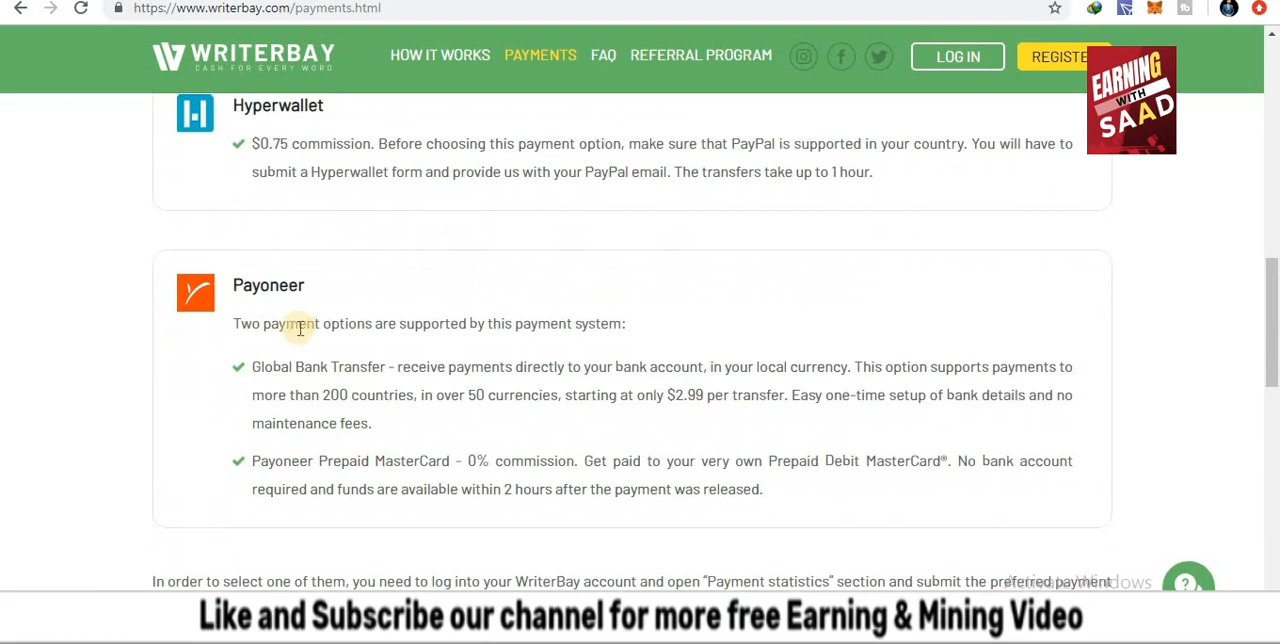 https://www.writerbay.com/payments.html
WRITERBAY
CASH FOR EVERY WORD
HOW IT WORKS PAYMENTS FAQ REFERRAL PROGRAM LOG IN REGISTE
EARNING
WITH
SAAD
Hyperwallet
$0.75 commission. Before choosing this payment option, make sure that PayPal is supported in your country. You will have to
submit a Hyperwallet form and provide us with your PayPal email. The transfers take up to 1 hour.
Payoneer
Two payment options are supported by this payment system:
Global Bank Transfer - receive payments directly to your bank account, in your local currency. This option supports payments to
more than 200 countries, in over 50 currencies, starting at only $2.99 per transfer. Easy one-time setup of bank details and no
maintenance fees.
Payoneer Prepaid MasterCard - 0% commission. Get paid to your very own Prepaid Debit MasterCard®. No bank account
required and funds are available within 2 hours after the payment was released.
In order to select one of them, you need to log into your WriterBay account and open "Payment statistics" section and submit the preferred payment
Activate Windows
Like and Subscribe our channel for more free Earning & Mining Video